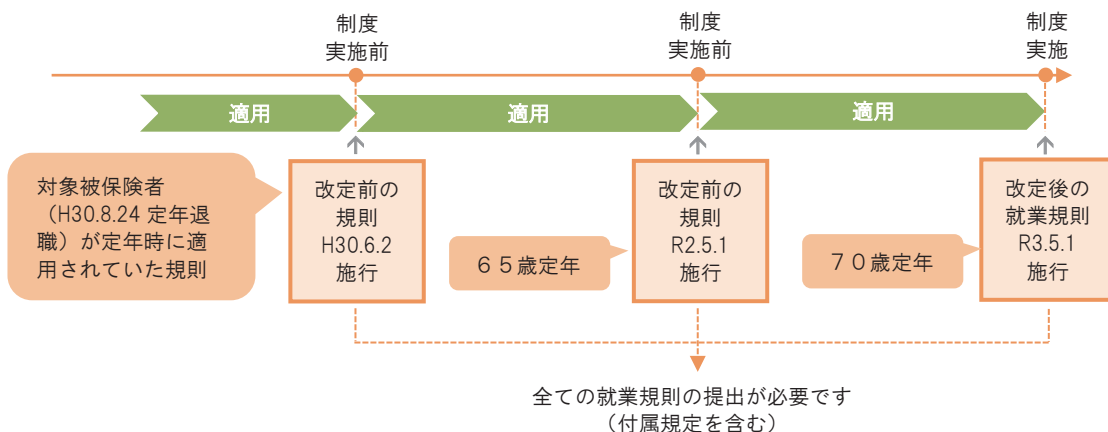 制度
実施前
制度
実施前
制度
実施
適用
適用
適用
対象被保険者
（H30.8.24 定年退
職）が定年時に適
用されていた規則
改定前の
規則
H30.6.2
施行
６５歳定年
改定前の
規則
R2.5.1
施行
７０歳定年
改定後の
就業規則
R3.5.1
施行
全ての就業規則の提出が必要です
（付属規定を含む）